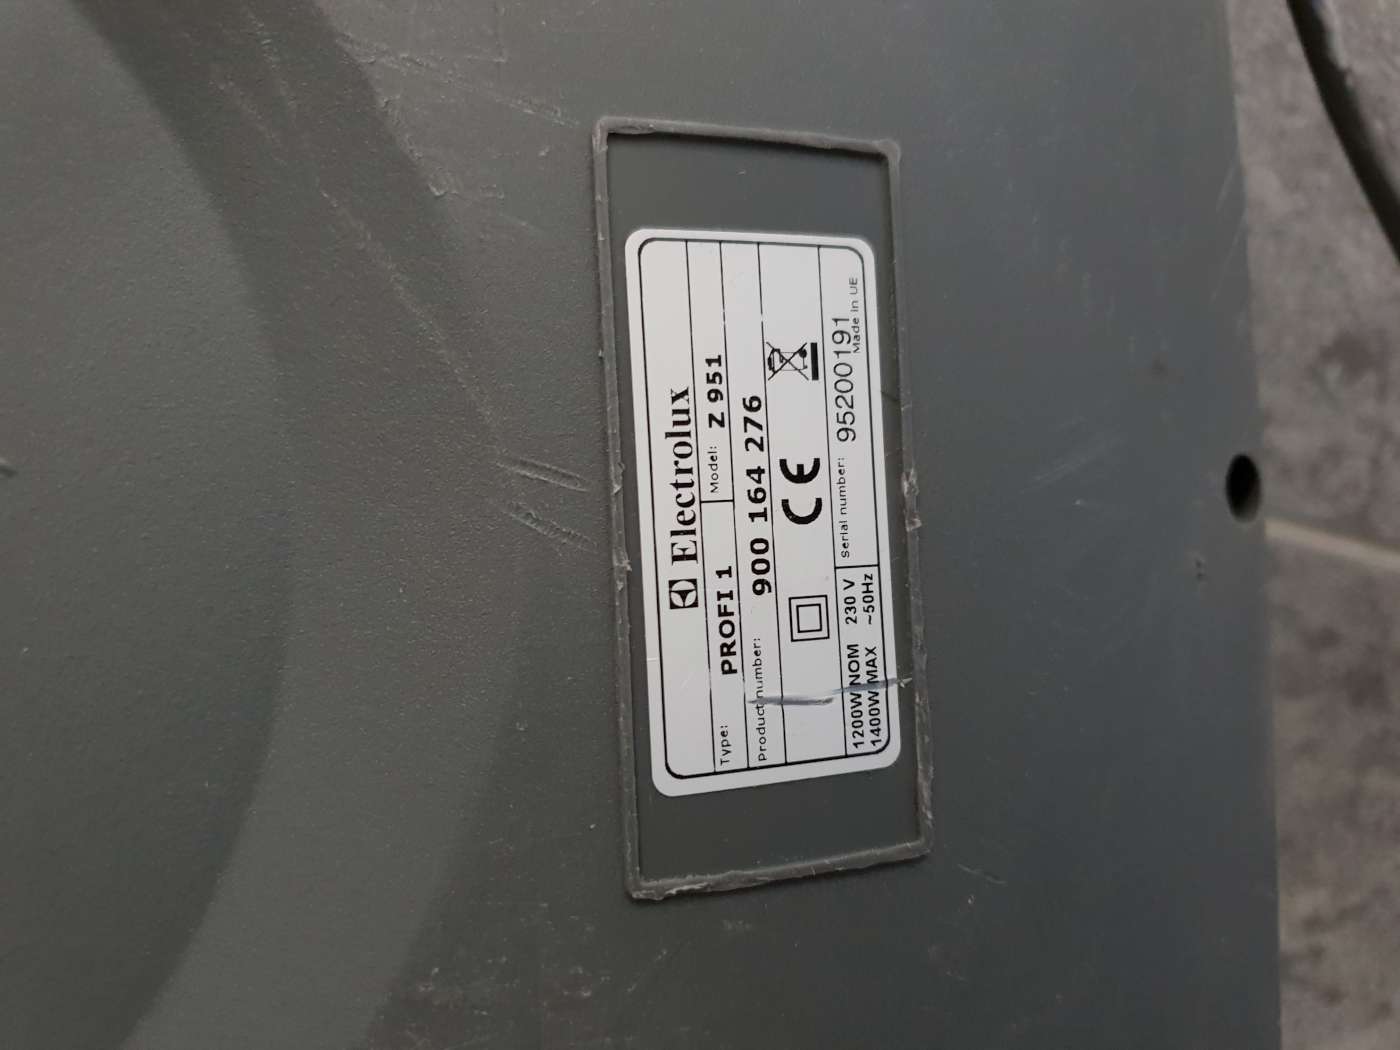 Electrolux
Type: PROFI 1 Model: Z 951
Product number: 900 164 276
CE
1200W NOM 230 V
1400W MAX ~50Hz
serial number: 95200191
Made in UE